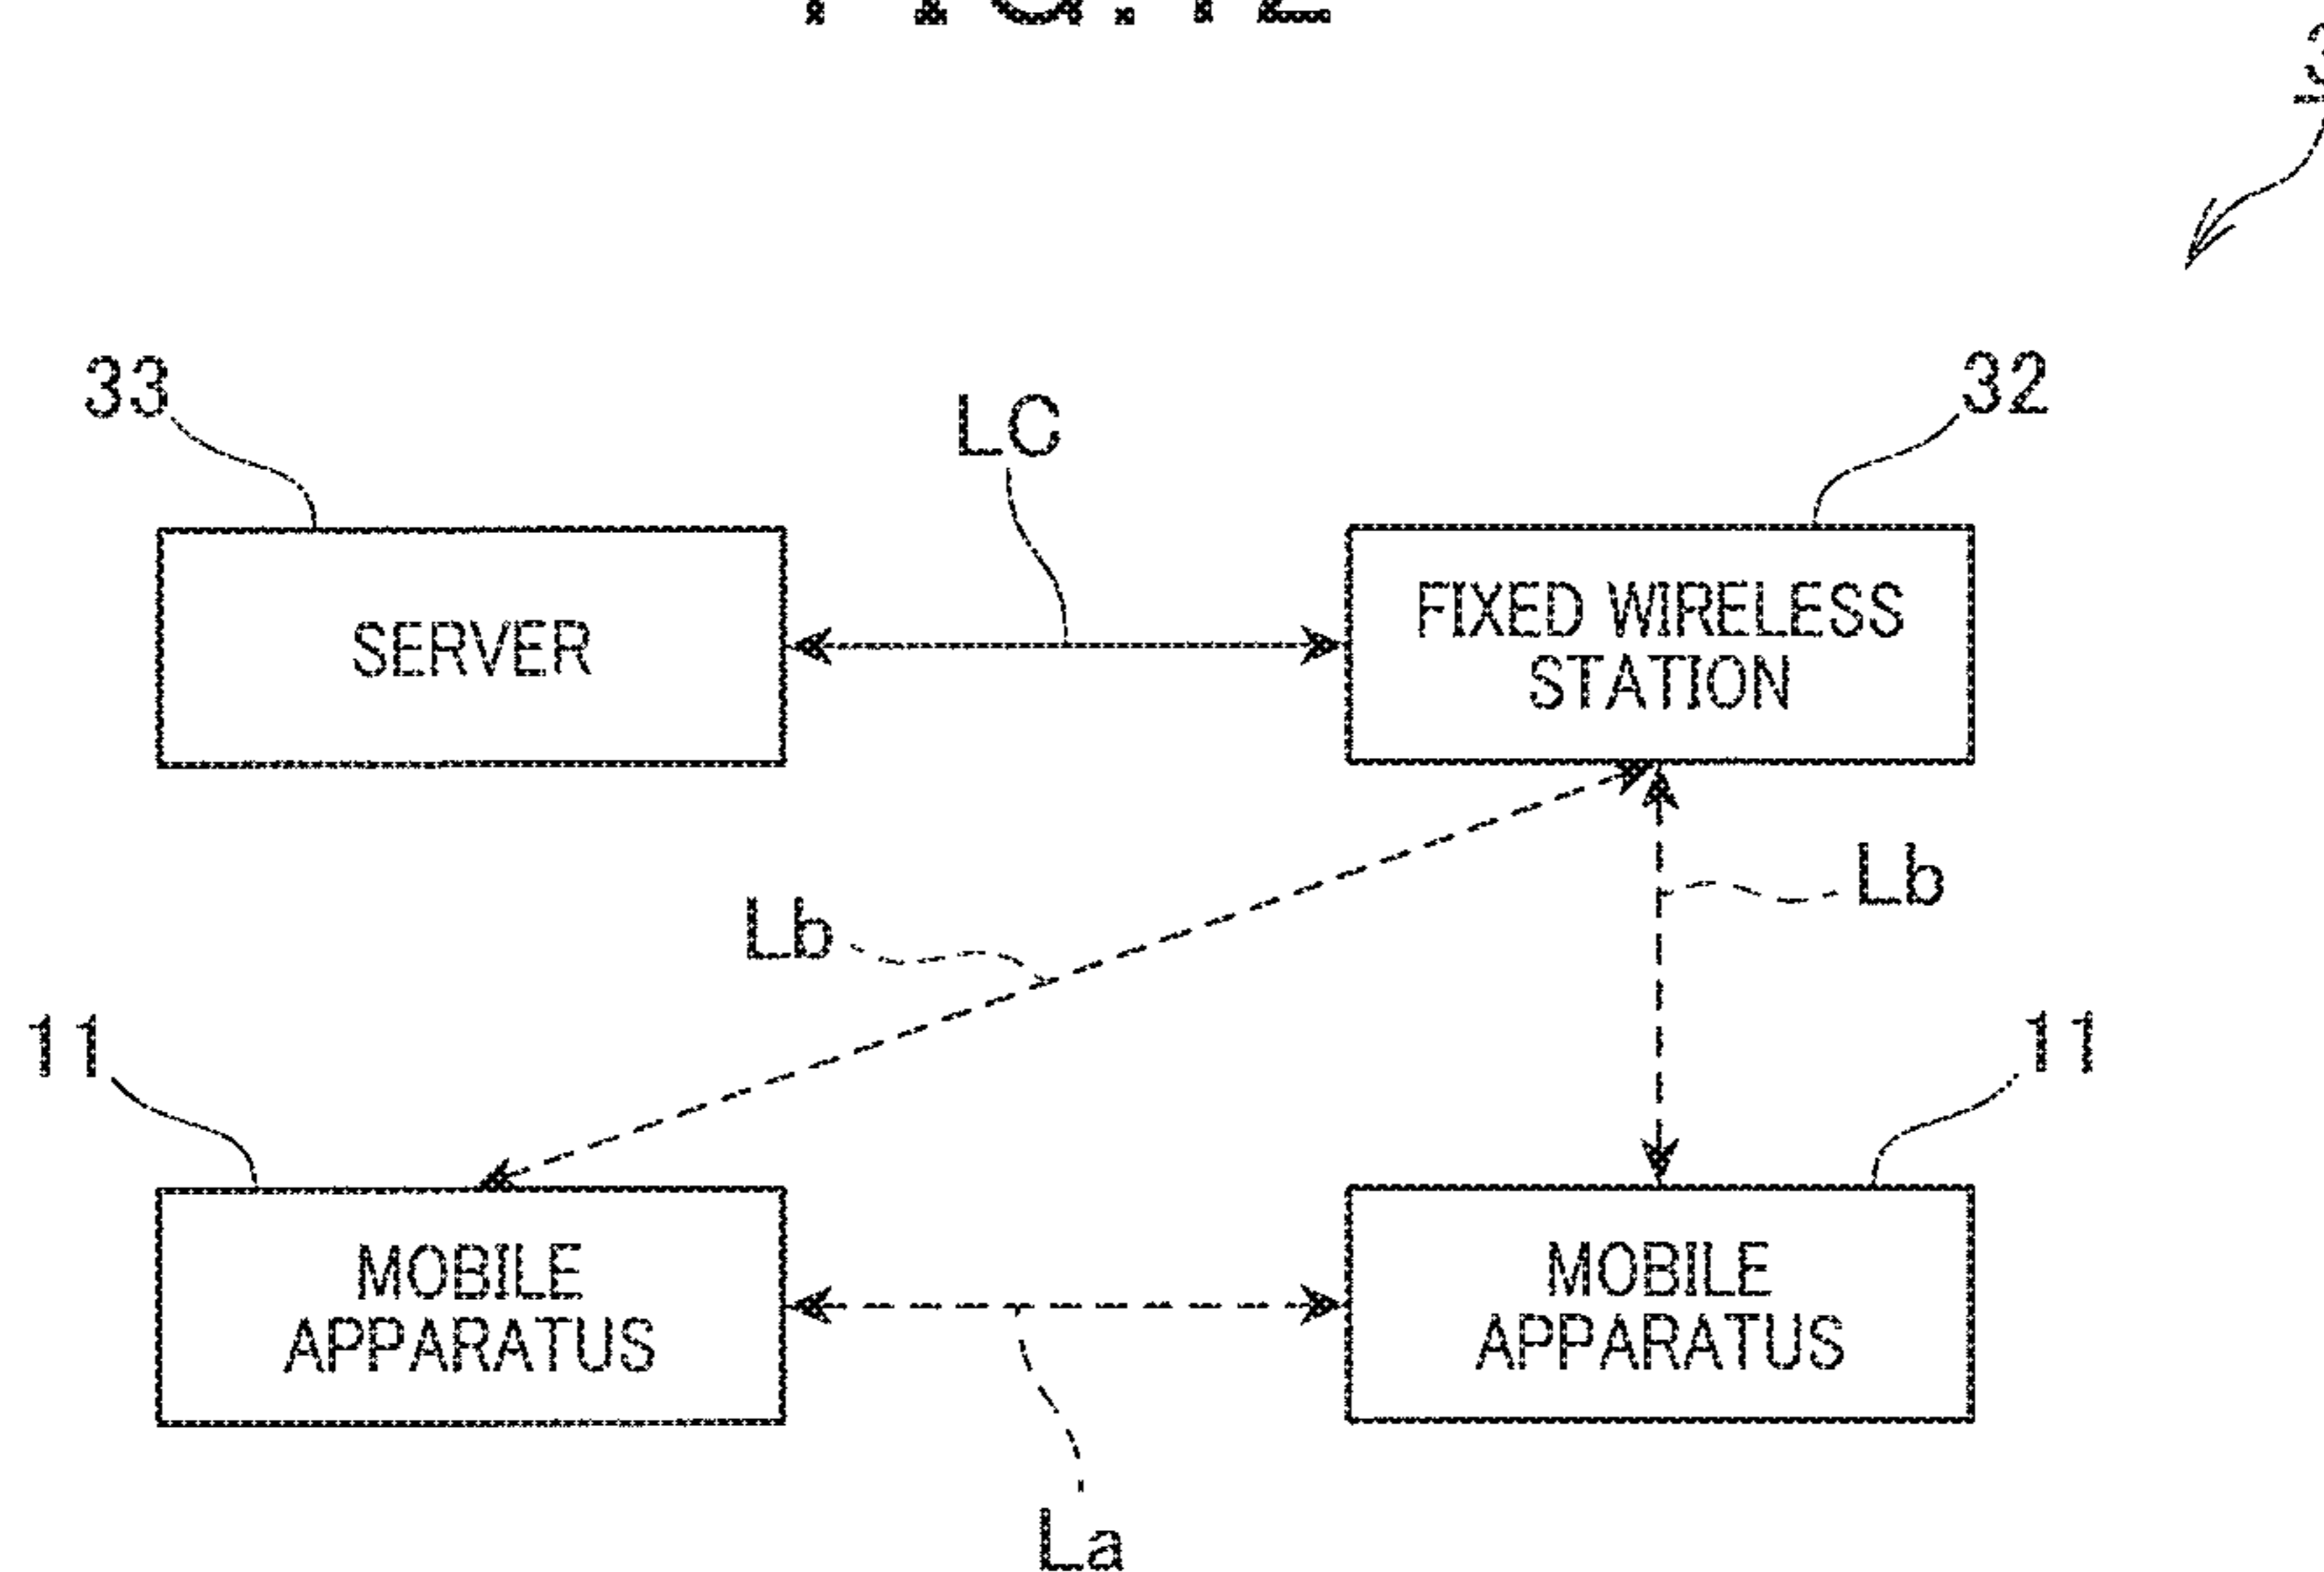 33
LC
32
SERVER
FIXED WIRELESS
STATION
Lb
Lb
11
11
MOBILE
APPARATUS
MOBILE
APPARATUS
La